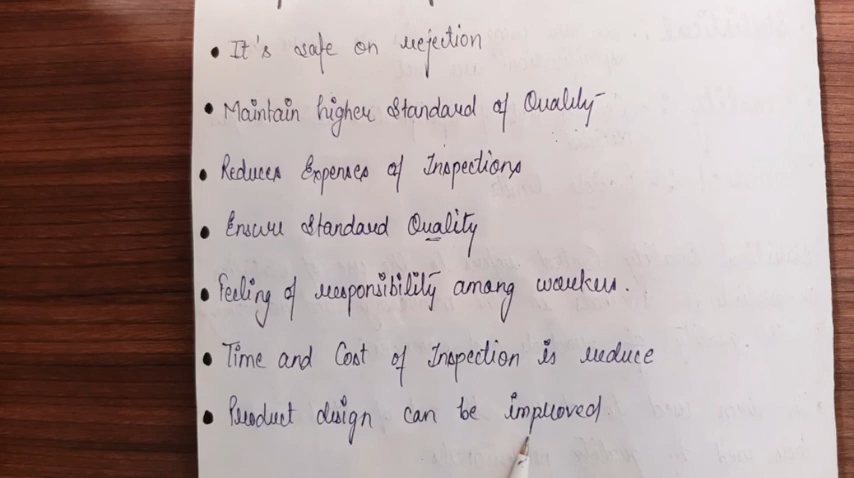 • It's safe on rejection
• Maintain higher Standard of Quality
• Reduces Expenses of Inspections
• Ensure Standard Quality
• Feeling of responsibility among workers.
• Time and Cost of Inspection is reduce
• Product disign can be improved